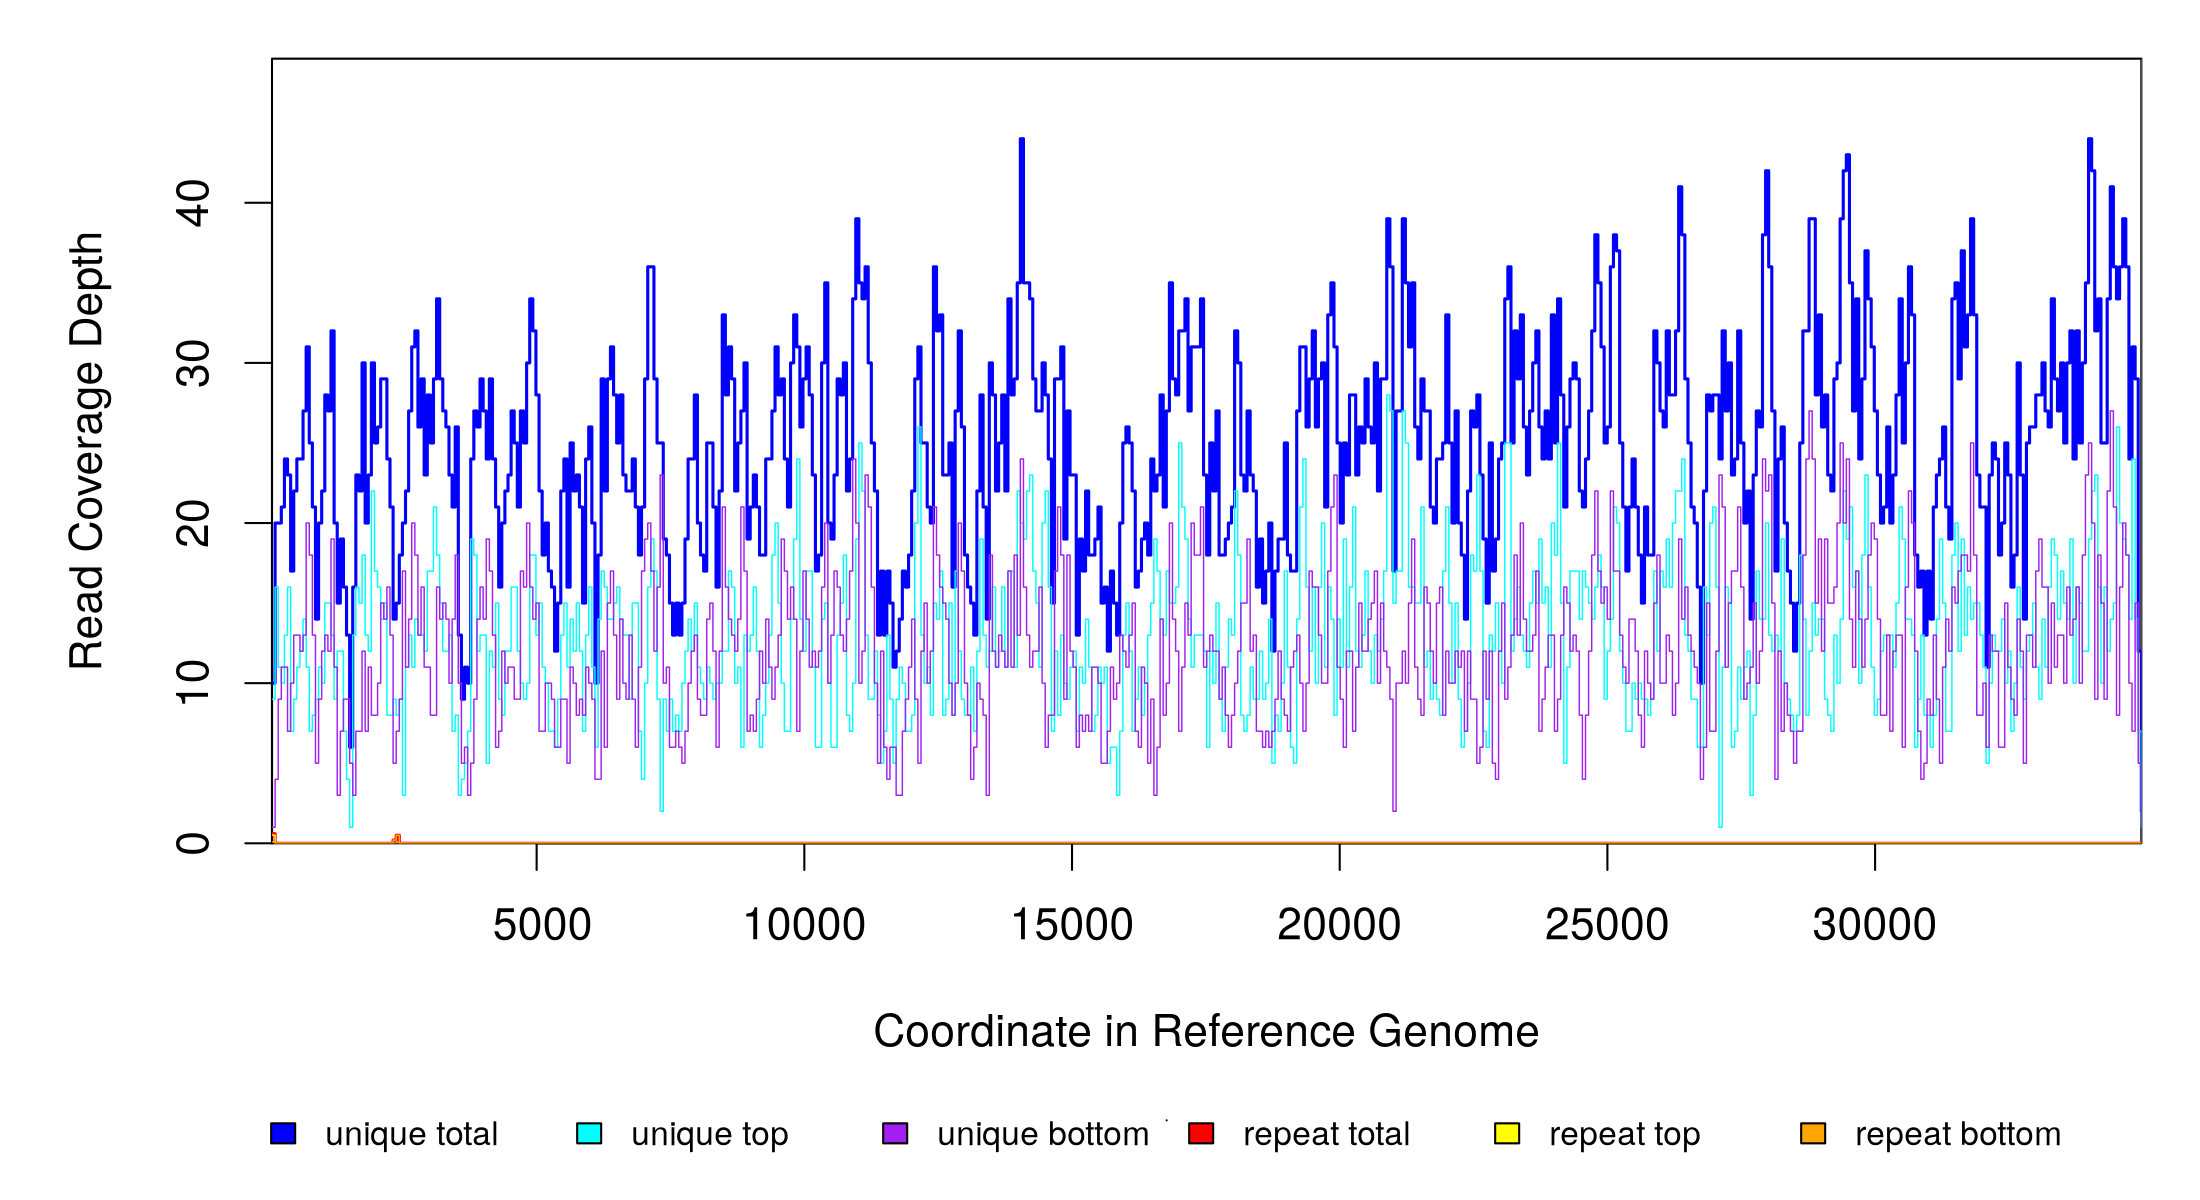 Read Coverage Depth
40
30
20
10
0
5000 10000 15000 20000 25000 30000
Coordinate in Reference Genome
unique total unique top unique bottom repeat total repeat top repeat bottom